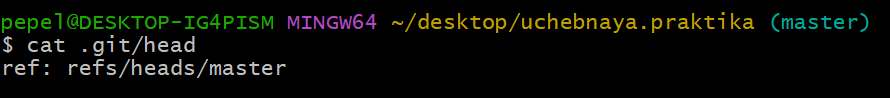 pepel@DESKTOP-IG4PISM MINGW64 ~/desktop/uchebnaya.praktika (master)
$ cat .git/head
ref: refs/heads/master